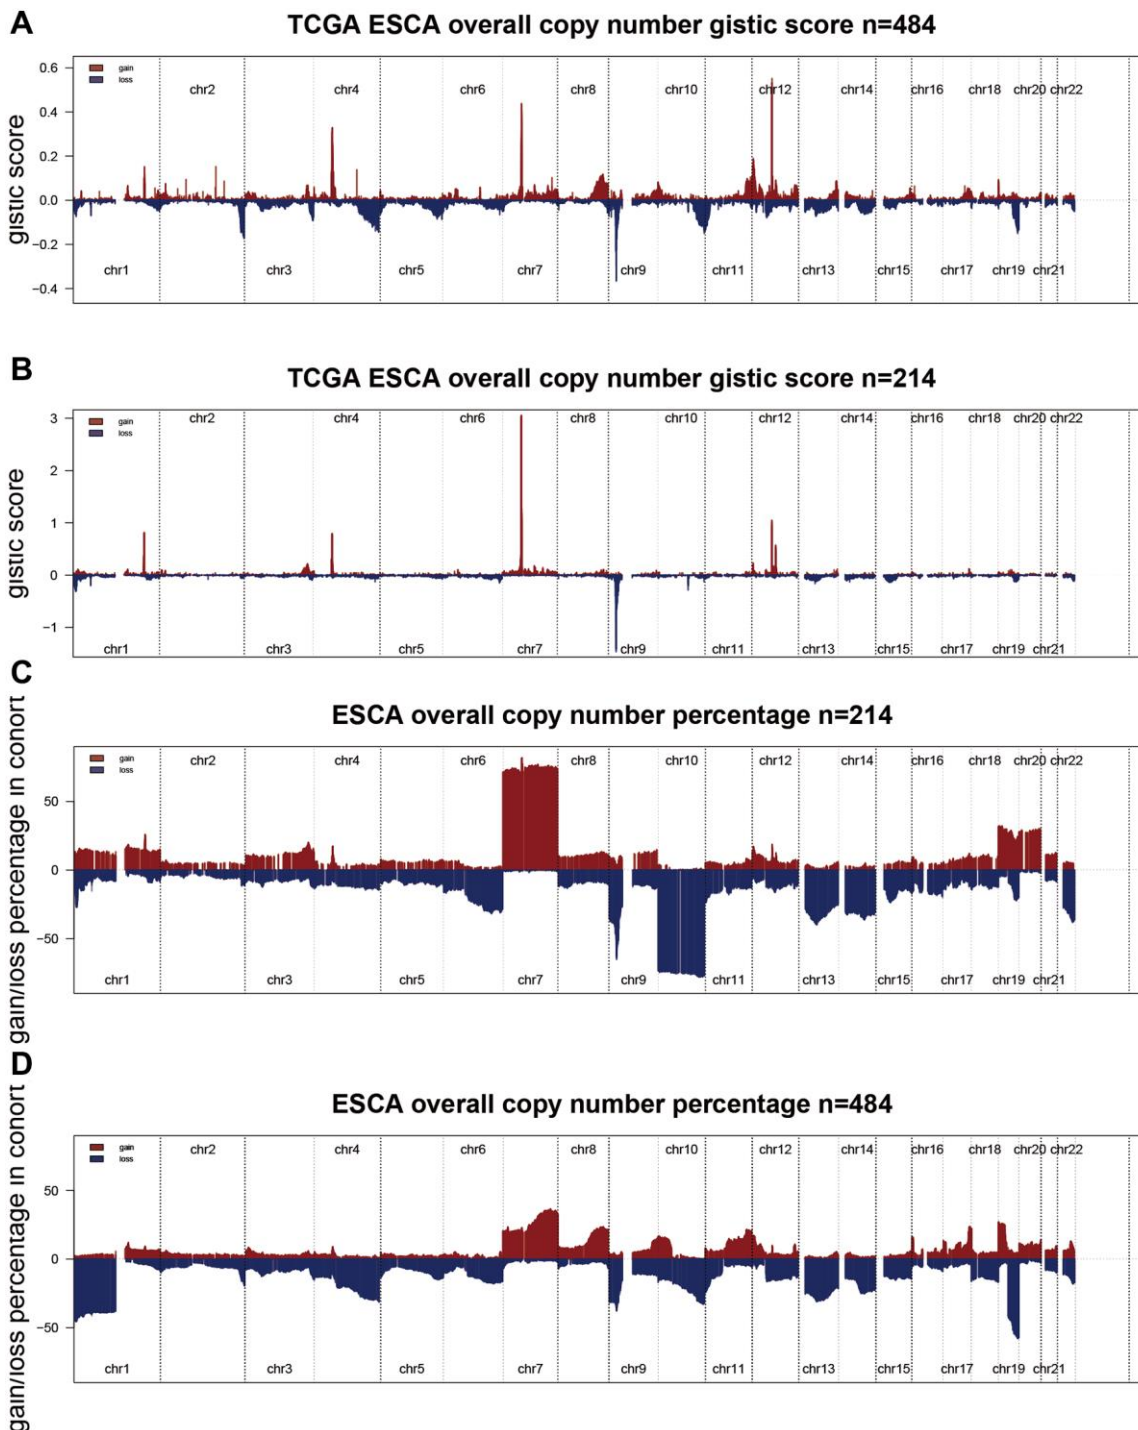 A
TCGA ESCA overall copy number gistic score n=484
gain
loss
chr2 chr4 chr6 chr8 chr10 chr12 chr14 chr16 chr18 chr20 chr22
0.6
0.4
0.2
0.0
−0.2
−0.4
gistic score
chr1 chr3 chr5 chr7 chr9 chr11 chr13 chr15 chr17 chr19 chr21
B
TCGA ESCA overall copy number gistic score n=214
gain
loss
chr2 chr4 chr6 chr8 chr10 chr12 chr14 chr16 chr18 chr20 chr22
3
2
1
0
−1
gistic score
chr1 chr3 chr5 chr7 chr9 chr11 chr13 chr15 chr17 chr19 chr21
C
ESCA overall copy number percentage n=214
gain
loss
chr2 chr4 chr6 chr8 chr10 chr12 chr14 chr16 chr18 chr20 chr22
50
0
−50
gain/loss percentage in cohort
chr1 chr3 chr5 chr7 chr9 chr11 chr13 chr15 chr17 chr19 chr21
D
ESCA overall copy number percentage n=484
gain
loss
chr2 chr4 chr6 chr8 chr10 chr12 chr14 chr16 chr18 chr20 chr22
50
0
−50
gain/loss percentage in cohort
chr1 chr3 chr5 chr7 chr9 chr11 chr13 chr15 chr17 chr19 chr21